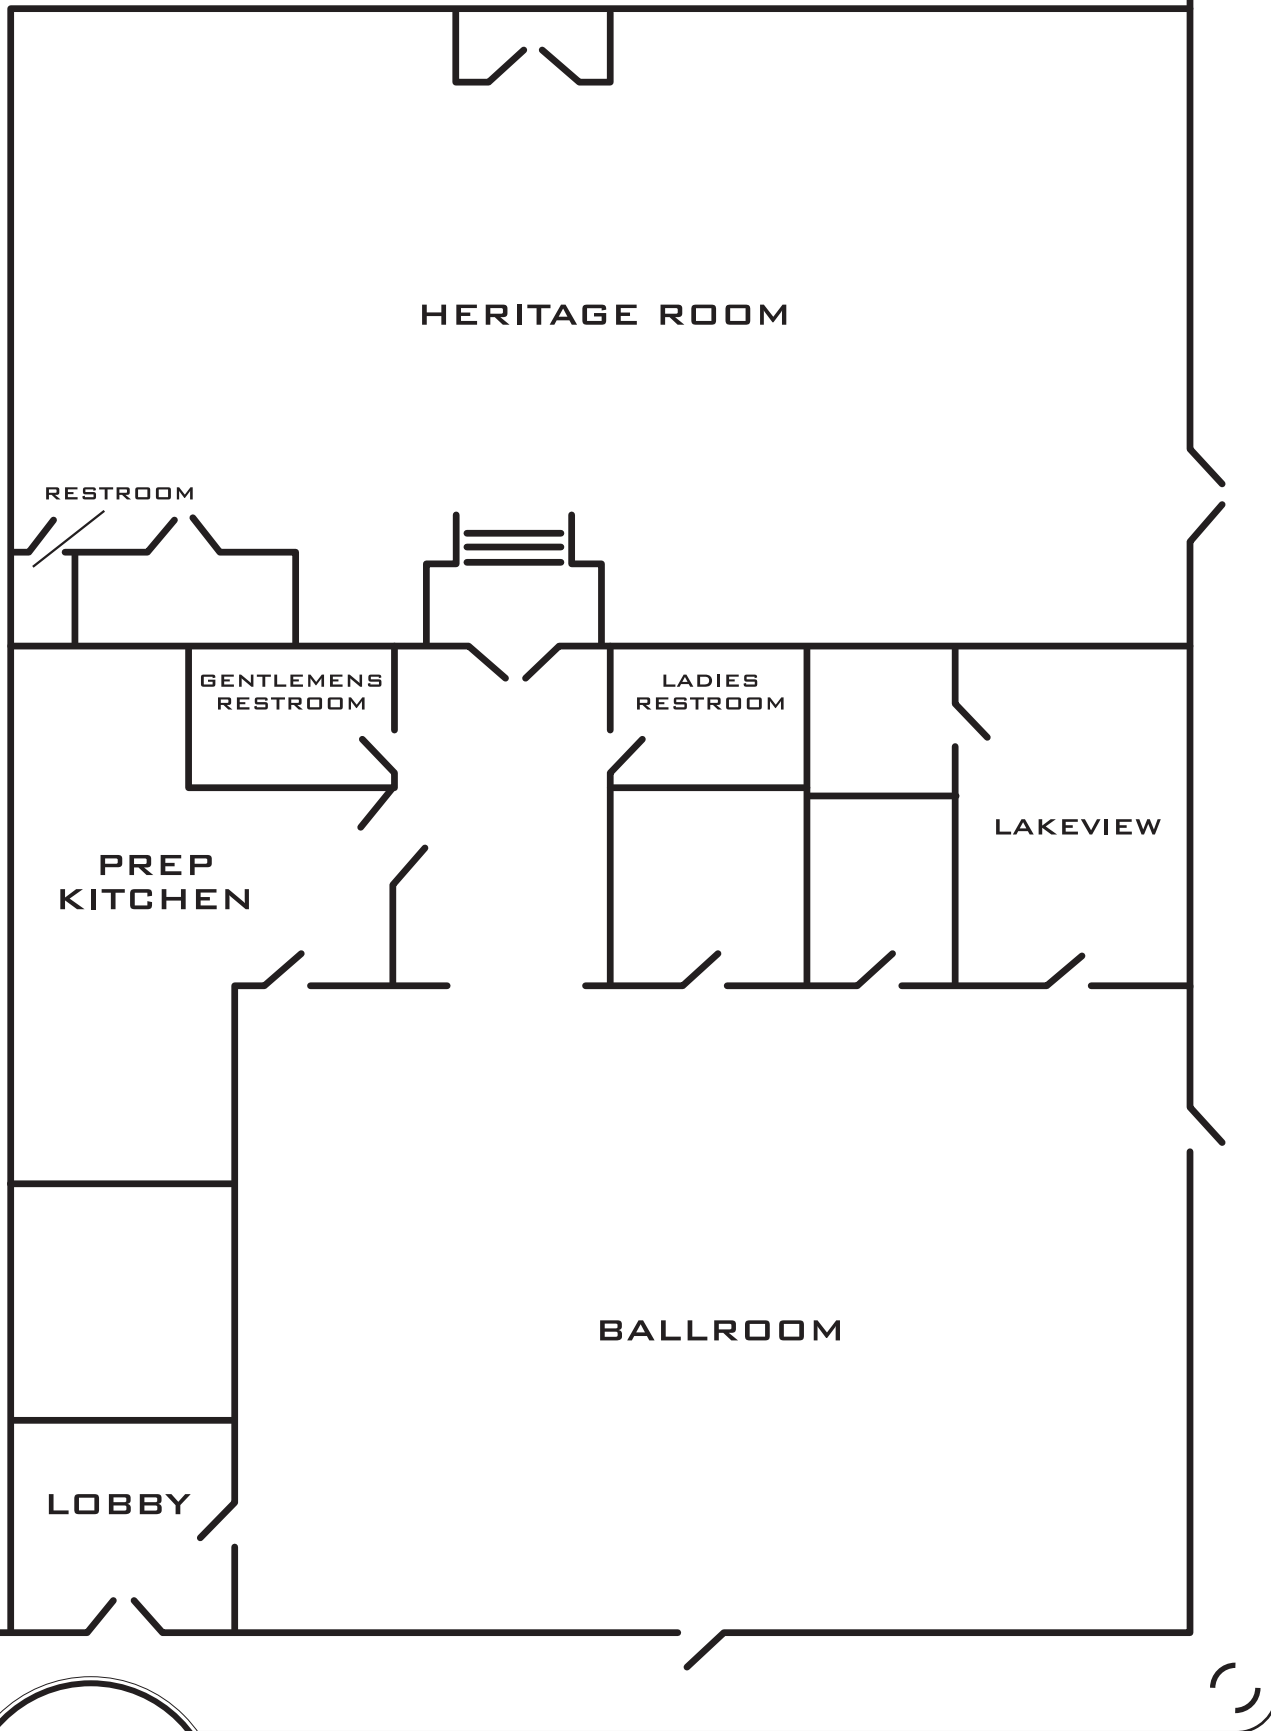 HERITAGE ROOM
RESTROOM
GENTLEMENS
RESTROOM
LADIES
RESTROOM
LAKEVIEW
PREP
KITCHEN
BALLROOM
LOBBY